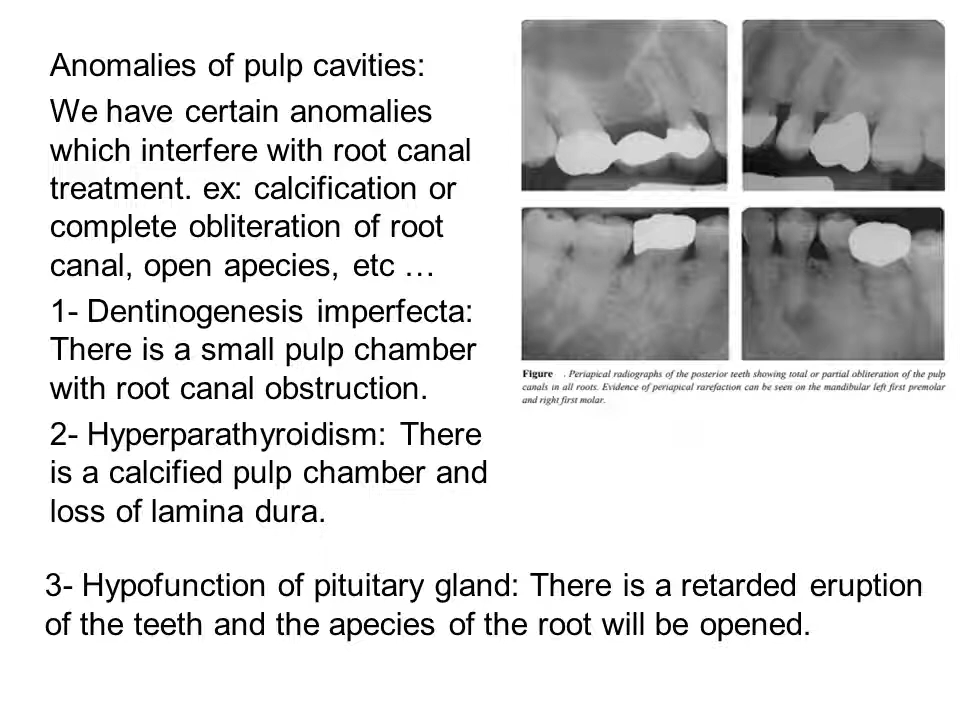 Anomalies of pulp cavities:
We have certain anomalies
which interfere with root canal
treatment. ex: calcification or
complete obliteration of root
canal, open apecies, etc …
1- Dentinogenesis imperfecta:
There is a small pulp chamber
with root canal obstruction.
2- Hyperparathyroidism: There
is a calcified pulp chamber and
loss of lamina dura.
3- Hypofunction of pituitary gland: There is a retarded eruption
of the teeth and the apecies of the root will be opened.
Figure . Periapical radiographs of the posterior teeth showing total or partial obliteration of the pulp
canals in all roots. Evidence of periapical rarefaction can be seen on the mandibular left first premolar
and right first molar.